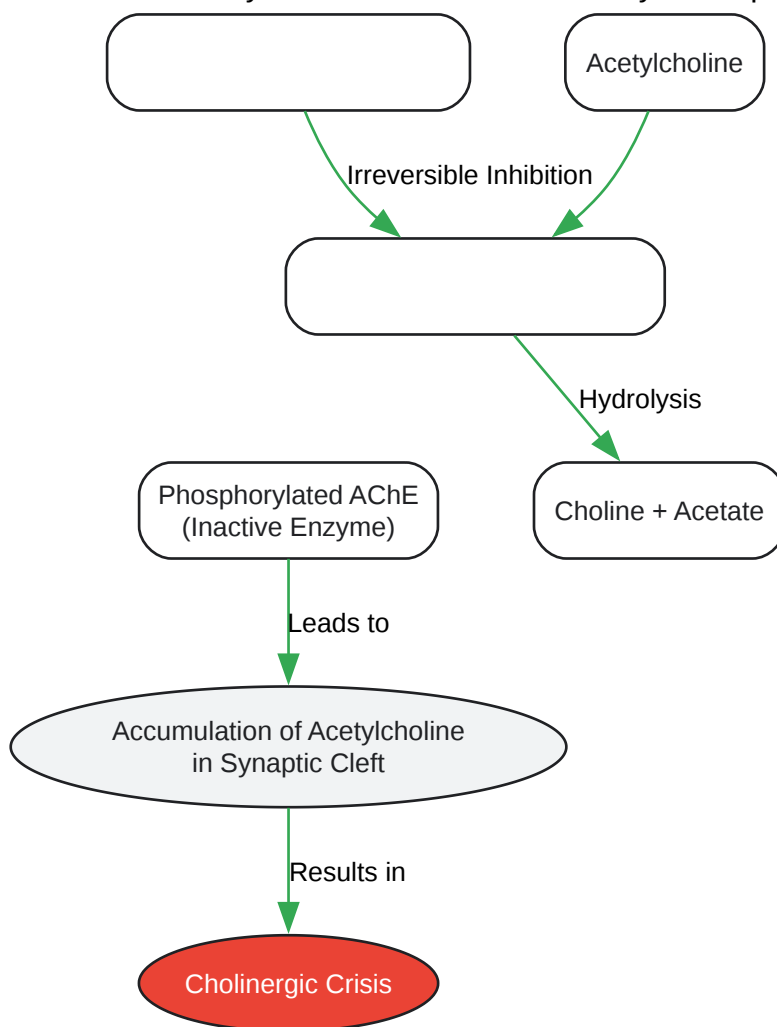 Acetylcholine
Irreversible Inhibition
Hydrolysis
Phosphorylated AChE
(Inactive Enzyme)
Choline + Acetate
Leads to
Accumulation of Acetylcholine
in Synaptic Cleft
Results in
Cholinergic Crisis